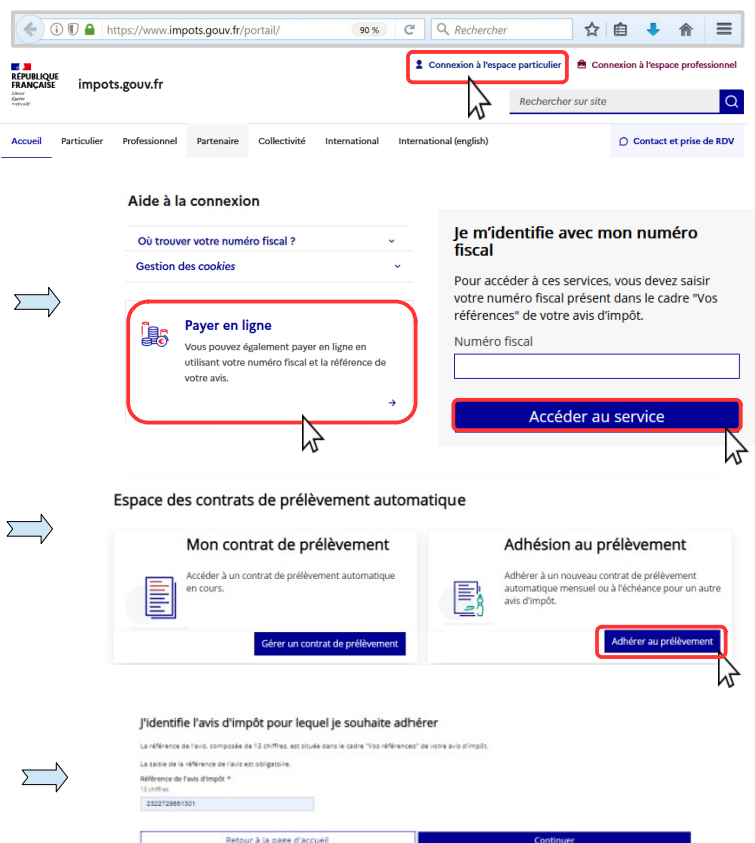 https://www.impots.gouv.fr/portail/
90 %
Rechercher
Connexion à l'espace particulier
Connexion à l'espace professionnel
RÉPUBLIQUE
FRANÇAISE
Liberté
Égalité
Fraternité
impots.gouv.fr
Rechercher sur site
Accueil Particulier Professionnel Partenaire Collectivité International International (english)
Contact et prise de RDV
Aide à la connexion
Où trouver votre numéro fiscal ?
Gestion des cookies
Payer en ligne
Vous pouvez également payer en ligne en
utilisant votre numéro fiscal et la référence de
votre avis.
Je m'identifie avec mon numéro
fiscal
Pour accéder à ces services, vous devez saisir
votre numéro fiscal présent dans le cadre "Vos
références" de votre avis d'impôt.
Numéro fiscal
Accéder au service
Espace des contrats de prélèvement automatique
Mon contrat de prélèvement
Accéder à un contrat de prélèvement automatique
en cours.
Gérer un contrat de prélèvement
Adhésion au prélèvement
Adhérer à un nouveau contrat de prélèvement
automatique mensuel ou à l'échéance pour un autre
avis d'impôt.
Adhérer au prélèvement
J'identifie l'avis d'impôt pour lequel je souhaite adhérer
La référence de l'avis, composée de 13 chiffres, est située dans le cadre "Vos références" de votre avis d'impôt.
La saisie de la référence de l'avis est obligatoire.
Référence de l'avis d'impôt *
13 chiffres
2322728661301
Retour à la page d'accueil
Continuer